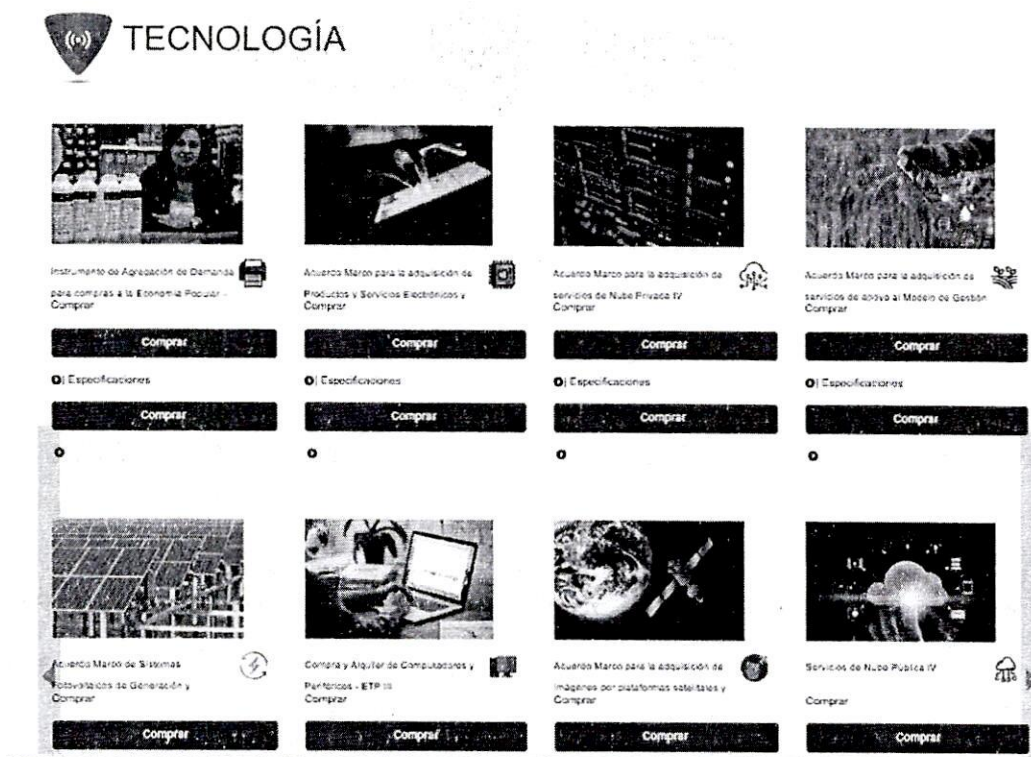 TECNOLOGÍA
Instrumento de Agregación de Demanda
para compras a la Economía Popular -
Comprar
Comprar
| Especificaciones
Comprar
Acuerdo Marco para la adquisición de
Productos y Servicios Electrónicos y
Comprar
Comprar
| Especificaciones
Comprar
Acuerdo Marco para la adquisición de
servicios de Nube Privada IV
Comprar
Comprar
| Especificaciones
Comprar
Acuerdo Marco para la adquisición de
servicios de apoyo al Modelo de Gestión
Comprar
Comprar
| Especificaciones
Comprar
Acuerdo Marco de Sistemas
Fotovoltaicos de Generación y
Comprar
Comprar
Compra y Alquiler de Computadores y
Periféricos - ETP III
Comprar
Comprar
Acuerdo Marco para la adquisición de
imágenes por plataformas satelitales y
Comprar
Comprar
Servicios de Nube Pública IV
Comprar
Comprar